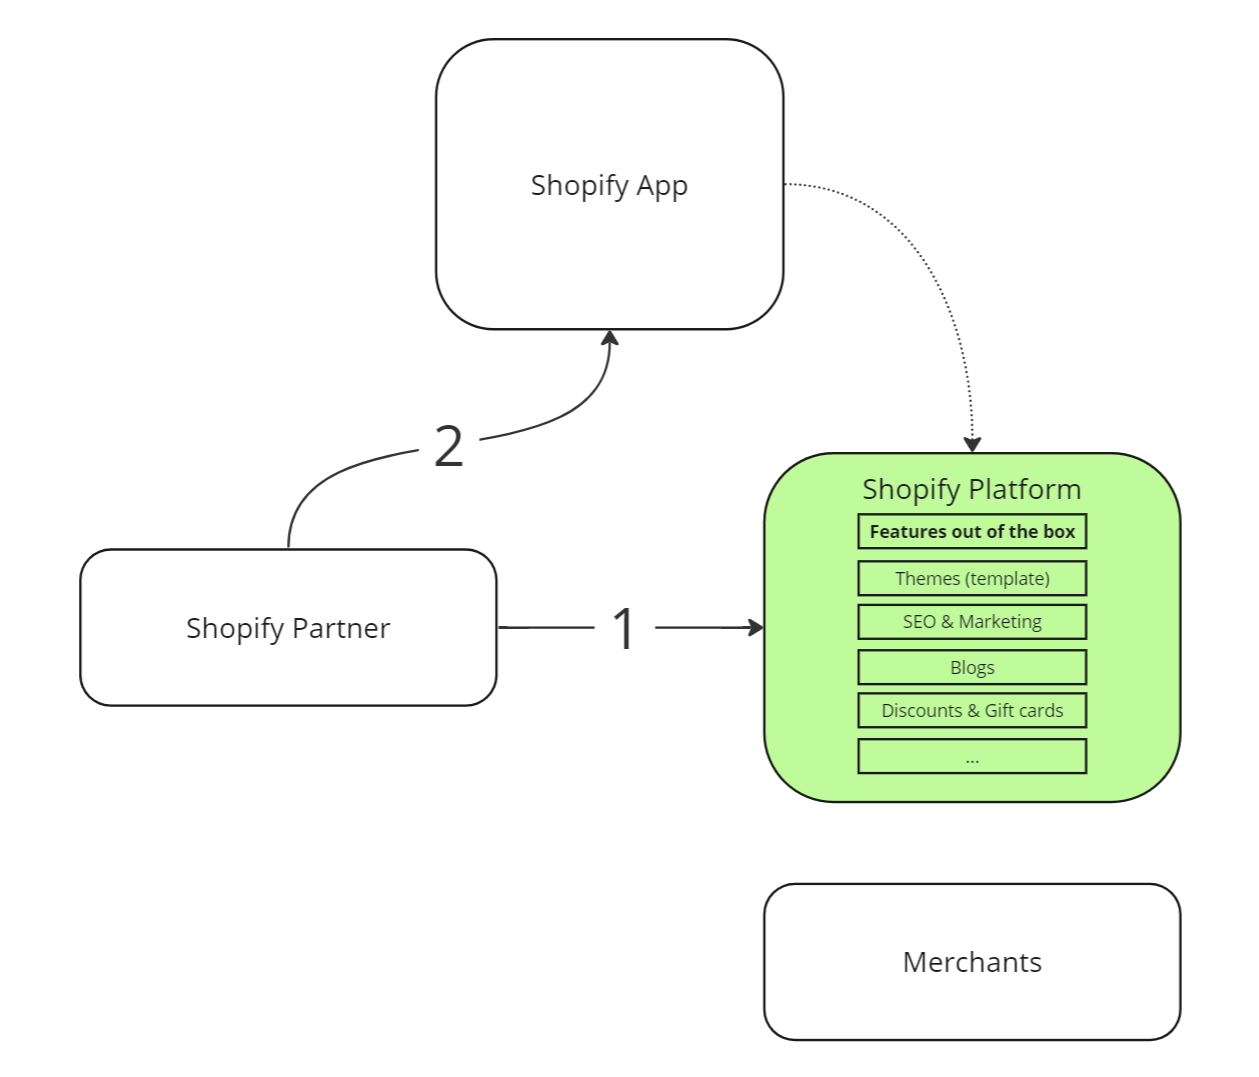 Shopify App
2
Shopify Partner
1
Shopify Platform
Features out of the box
Themes (template)
SEO & Marketing
Blogs
Discounts & Gift cards
...
Merchants